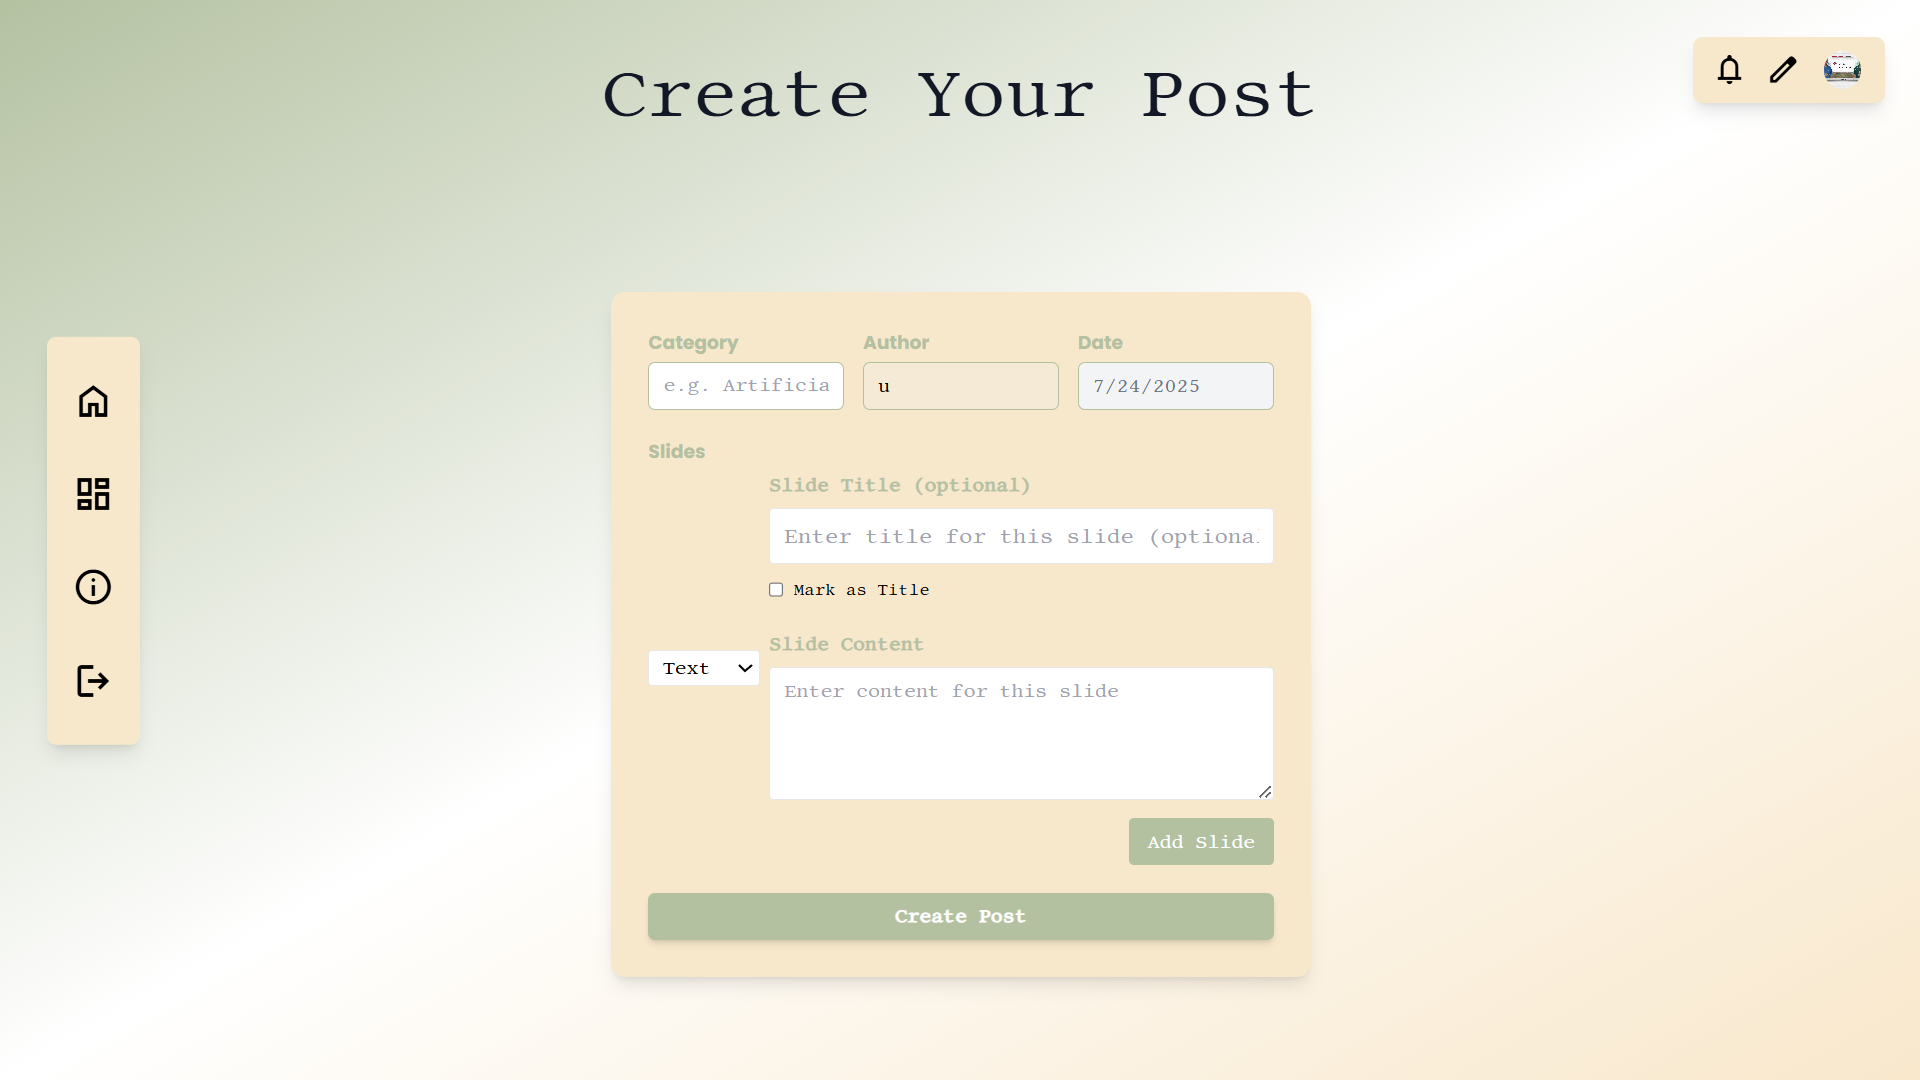 Create Your Post
Category
Author
Date
e.g. Artificia
u
7/24/2025
Slides
Slide Title (optional)
Enter title for this slide (optional
Mark as Title
Slide Content
Text
Enter content for this slide
Add Slide
Create Post